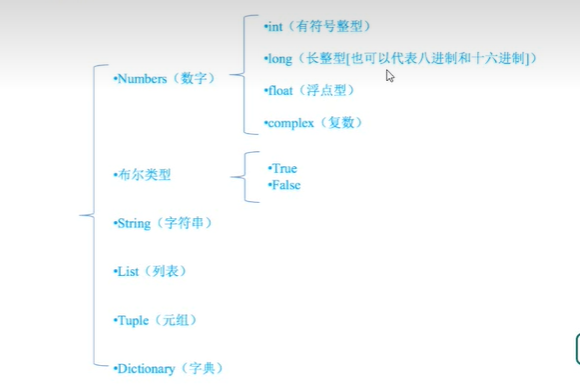 •Numbers（数字）
•int（有符号整型）
•long（长整型[也可以代表八进制和十六进制]）
•float（浮点型）
•complex（复数）
•布尔类型
•True
•False
•String（字符串）
•List（列表）
•Tuple（元组）
•Dictionary（字典）